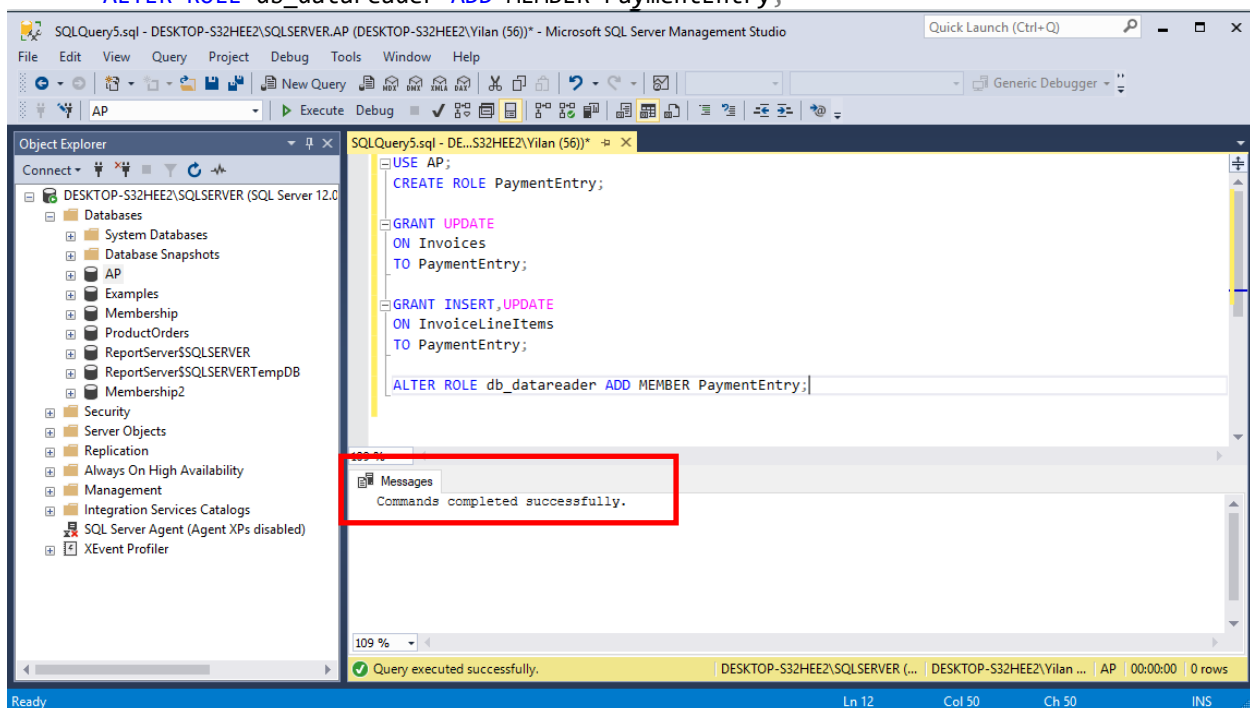 ALTER ROLE db_datareader ADD MEMBER PaymentEntry;
SQLQuery5.sql - DESKTOP-S32HEE2\SQLSERVER.AP (DESKTOP-S32HEE2\Yilan (56))* - Microsoft SQL Server Management Studio
Quick Launch (Ctrl+Q)
File Edit View Query Project Debug Tools Window Help
New Query MDX DMX XMLA DAX Generic Debugger
AP Execute Debug
Object Explorer
Connect
DESKTOP-S32HEE2\SQLSERVER (SQL Server 12.0
Databases
System Databases
Database Snapshots
AP
Examples
Membership
ProductOrders
ReportServer$SQLSERVER
ReportServer$SQLSERVERTempDB
Membership2
Security
Server Objects
Replication
Always On High Availability
Management
Integration Services Catalogs
SQL Server Agent (Agent XPs disabled)
XEvent Profiler
SQLQuery5.sql - DE...S32HEE2\Yilan (56))*
USE AP;
CREATE ROLE PaymentEntry;
GRANT UPDATE
ON Invoices
TO PaymentEntry;
GRANT INSERT,UPDATE
ON InvoiceLineItems
TO PaymentEntry;
ALTER ROLE db_datareader ADD MEMBER PaymentEntry;
109 %
Messages
Commands completed successfully.
109 %
Query executed successfully.
DESKTOP-S32HEE2\SQLSERVER (... DESKTOP-S32HEE2\Yilan ... AP 00:00:00 0 rows
Ready Ln 12 Col 50 Ch 50 INS